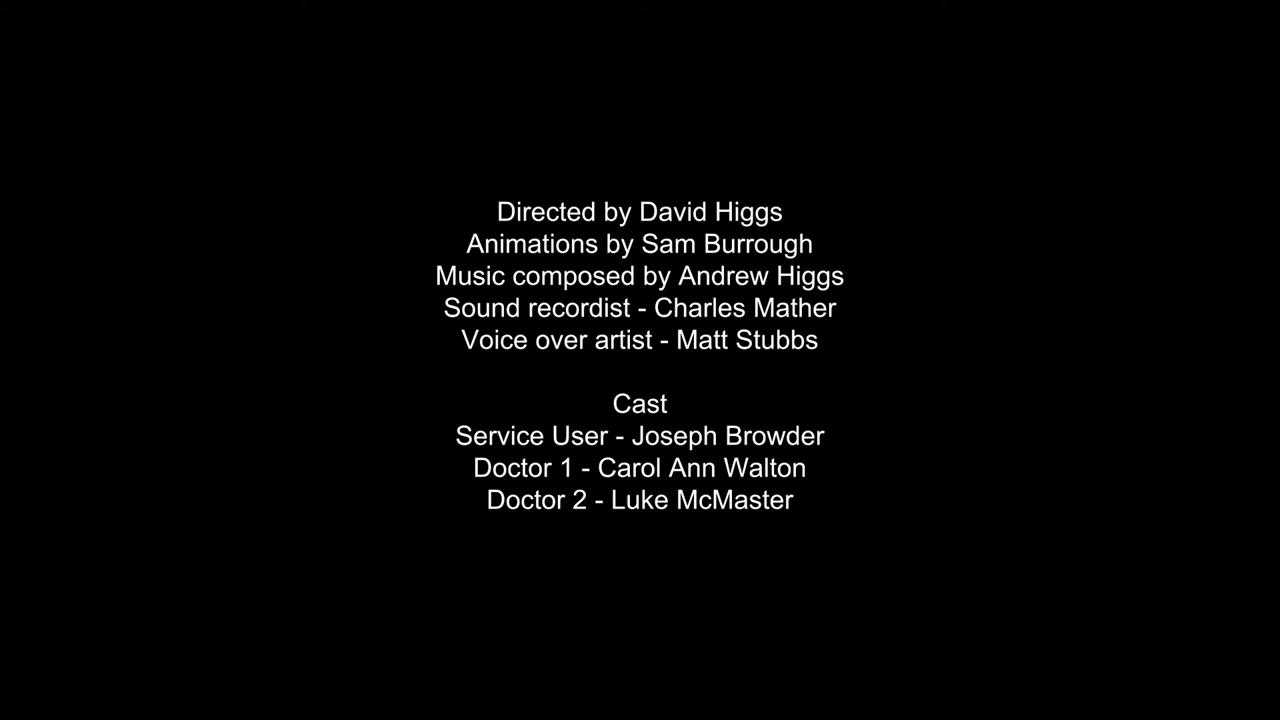 Directed by David Higgs
Animations by Sam Burrough
Music composed by Andrew Higgs
Sound recordist - Charles Mather
Voice over artist - Matt Stubbs
Cast
Service User - Joseph Browder
Doctor 1 - Carol Ann Walton
Doctor 2 - Luke McMaster